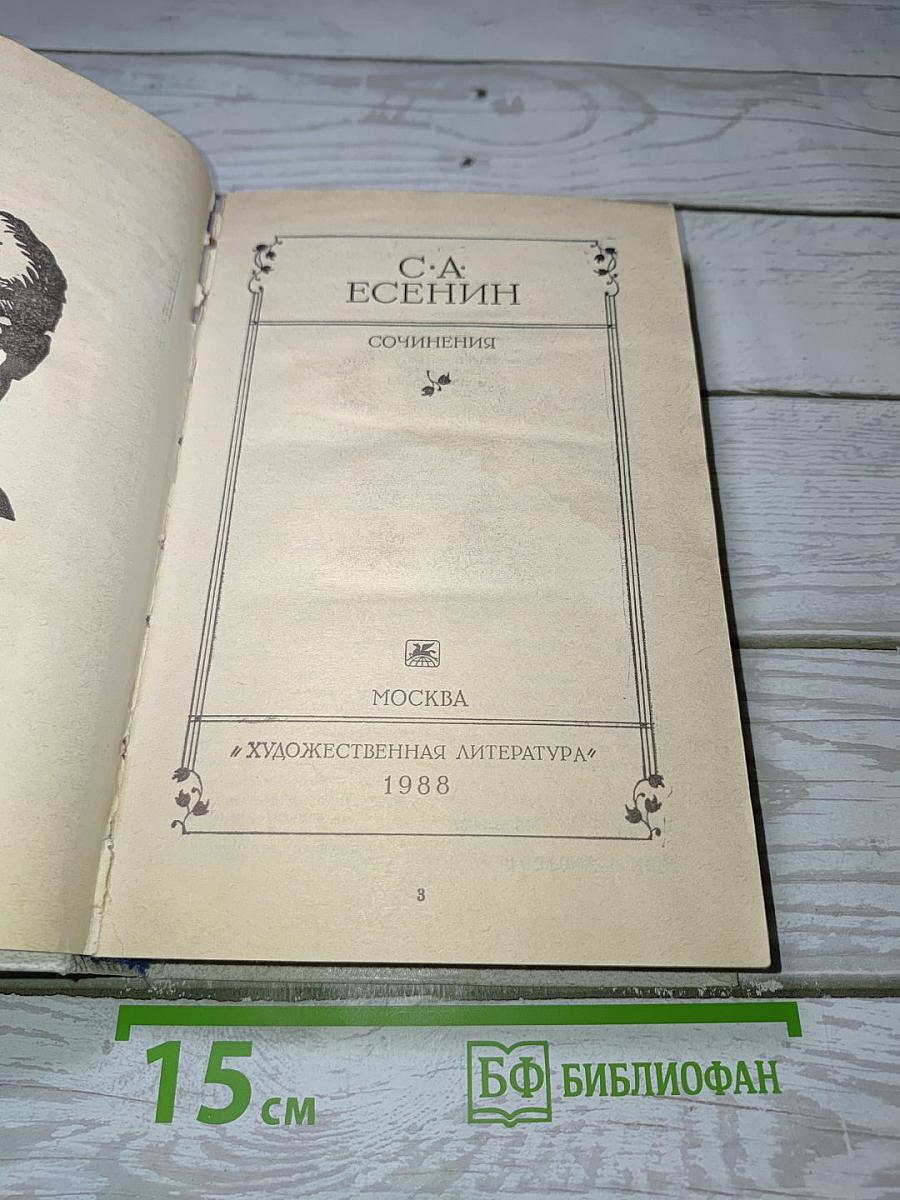 С·А·
ЕСЕНИН
СОЧИНЕНИЯ
МОСКВА
"ХУДОЖЕСТВЕННАЯ ЛИТЕРАТУРА"
1988
3
15 см
БФ БИБЛИОФАН